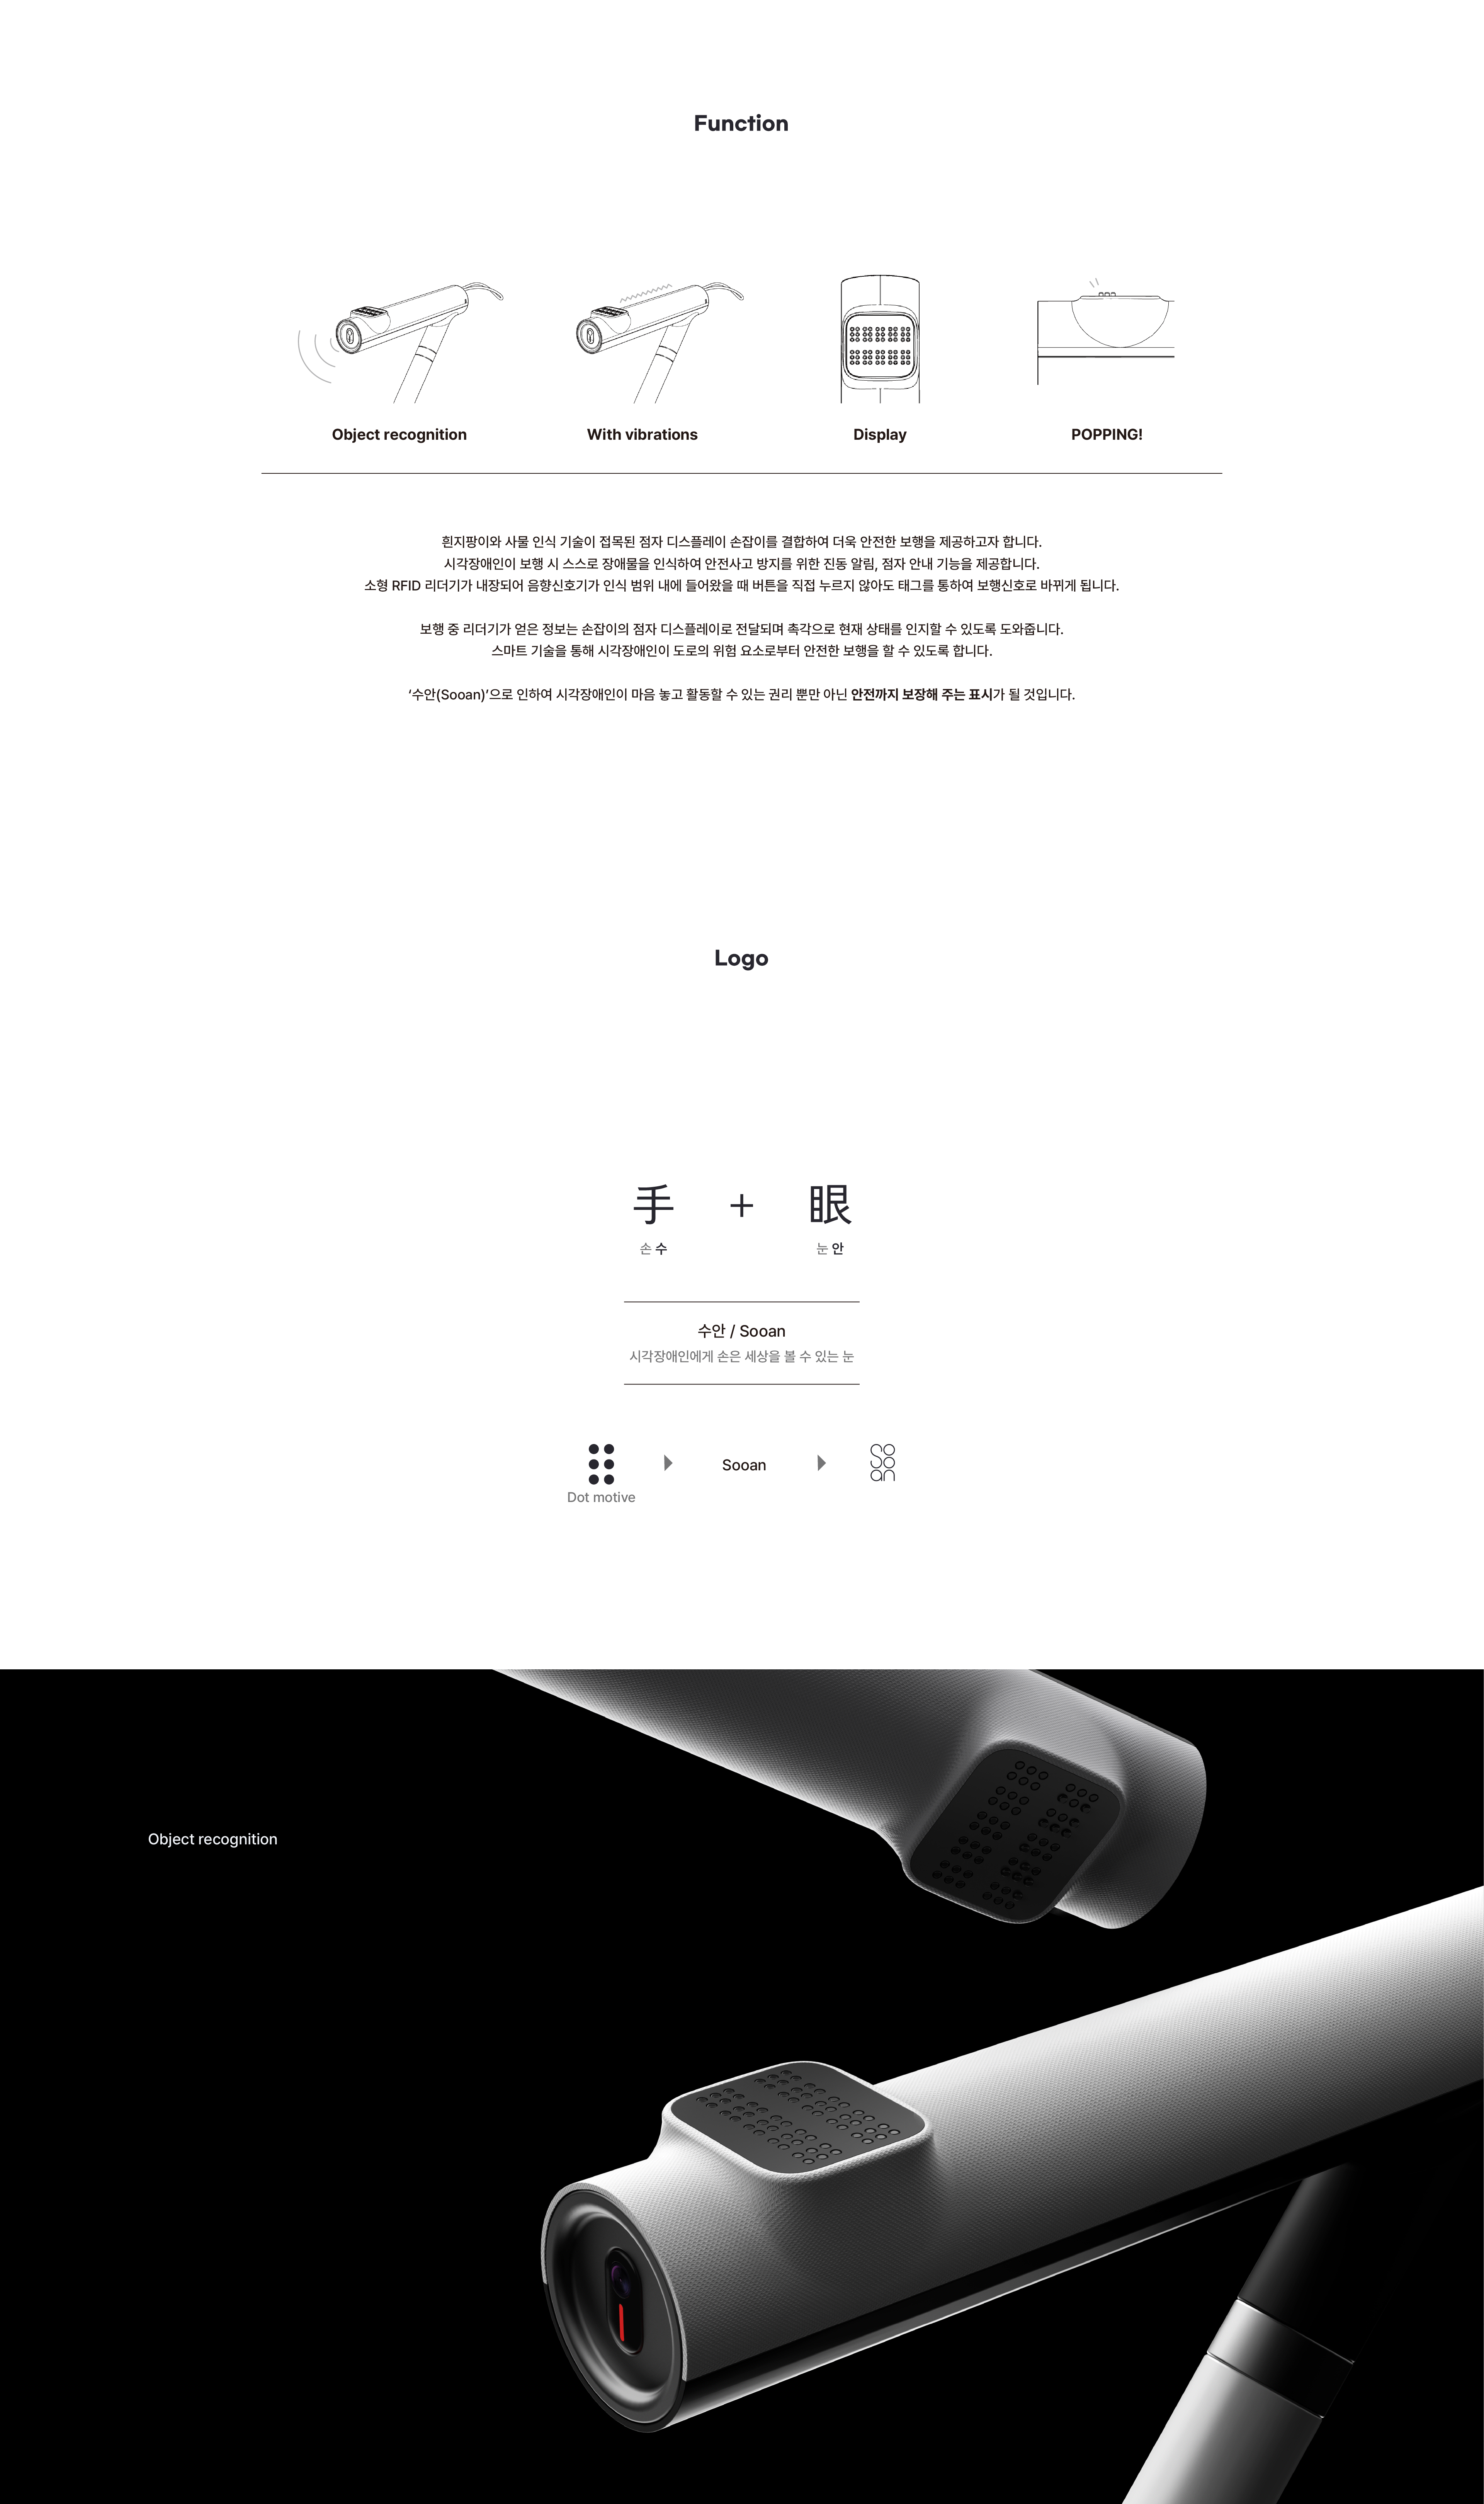 Function
Object recognition
With vibrations
Display
POPPING!
흰지팡이와 사물 인식 기술이 접목된 점자 디스플레이 손잡이를 결합하여 더욱 안전한 보행을 제공하고자 합니다.
시각장애인이 보행 시 스스로 장애물을 인식하여 안전사고 방지를 위한 진동 알림, 점자 안내 기능을 제공합니다.
소형 RFID 리더기가 내장되어 음향신호기가 인식 범위 내에 들어왔을 때 버튼을 직접 누르지 않아도 태그를 통하여 보행신호로 바뀌게 됩니다.
보행 중 리더기가 얻은 정보는 손잡이의 점자 디스플레이로 전달되며 촉각으로 현재 상태를 인지할 수 있도록 도와줍니다.
스마트 기술을 통해 시각장애인이 도로의 위험 요소로부터 안전한 보행을 할 수 있도록 합니다.
‘수안(Sooan)’으로 인하여 시각장애인이 마음 놓고 활동할 수 있는 권리 뿐만 아닌 안전까지 보장해 주는 표시가 될 것입니다.
Logo
手 + 眼
손 수
눈 안
수안 / Sooan
시각장애인에게 손은 세상을 볼 수 있는 눈
Sooan
So
oa
an
Dot motive
Object recognition